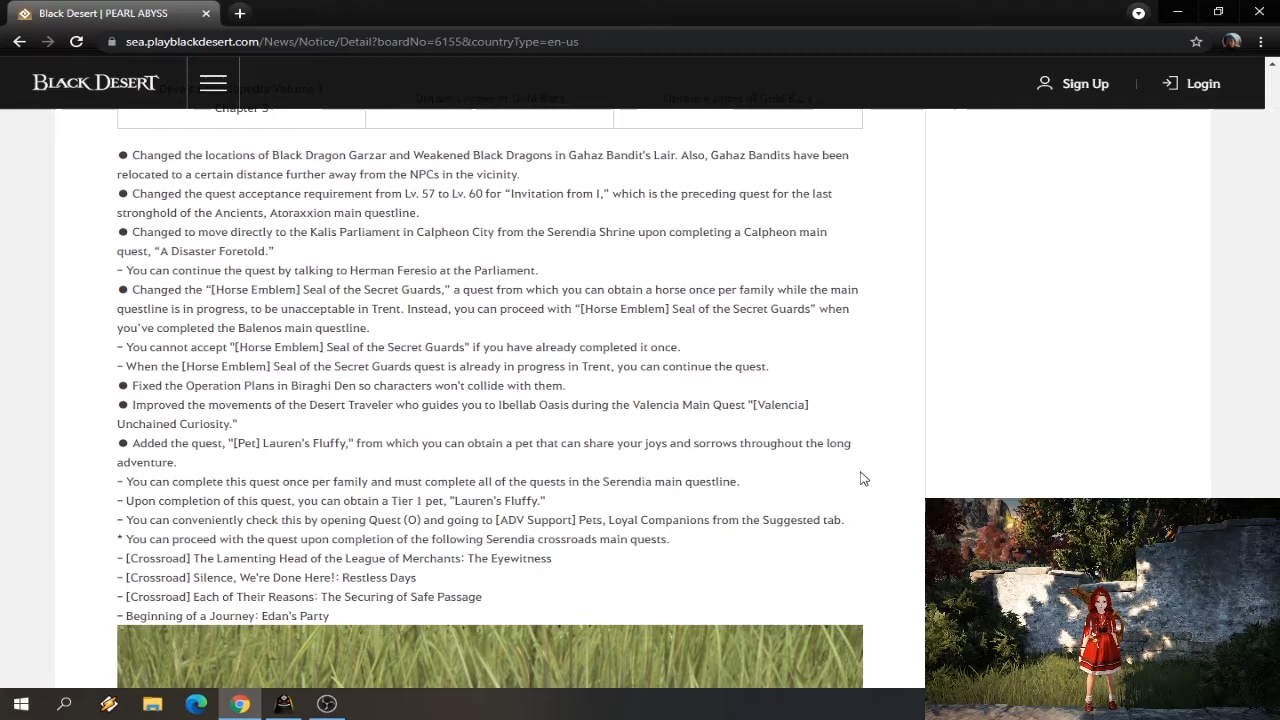 Black Desert | PEARL ABYSS
sea.playblackdesert.com/News/Notice/Detail?boardNo=6155&countryType=en-us
BLACK DESERT
Sign Up
Login
Chapter 3
● Changed the locations of Black Dragon Garzar and Weakened Black Dragons in Gahaz Bandit's Lair. Also, Gahaz Bandits have been
relocated to a certain distance further away from the NPCs in the vicinity.
● Changed the quest acceptance requirement from Lv. 57 to Lv. 60 for “Invitation from I,” which is the preceding quest for the last
stronghold of the Ancients, Atoraxxion main questline.
● Changed to move directly to the Kalis Parliament in Calpheon City from the Serendia Shrine upon completing a Calpheon main
quest, “A Disaster Foretold.”
– You can continue the quest by talking to Herman Feresio at the Parliament.
● Changed the “[Horse Emblem] Seal of the Secret Guards,” a quest from which you can obtain a horse once per family while the main
questline is in progress, to be unacceptable in Trent. Instead, you can proceed with “[Horse Emblem] Seal of the Secret Guards” when
you’ve completed the Balenos main questline.
– You cannot accept "[Horse Emblem] Seal of the Secret Guards" if you have already completed it once.
– When the [Horse Emblem] Seal of the Secret Guards quest is already in progress in Trent, you can continue the quest.
● Fixed the Operation Plans in Biraghi Den so characters won’t collide with them.
● Improved the movements of the Desert Traveler who guides you to Ibellab Oasis during the Valencia Main Quest "[Valencia]
Unchained Curiosity."
● Added the quest, "[Pet] Lauren's Fluffy," from which you can obtain a pet that can share your joys and sorrows throughout the long
adventure.
– You can complete this quest once per family and must complete all of the quests in the Serendia main questline.
– Upon completion of this quest, you can obtain a Tier 1 pet, "Lauren's Fluffy."
– You can conveniently check this by opening Quest (O) and going to [ADV Support] Pets, Loyal Companions from the Suggested tab.
* You can proceed with the quest upon completion of the following Serendia crossroads main quests.
– [Crossroad] The Lamenting Head of the League of Merchants: The Eyewitness
– [Crossroad] Silence, We're Done Here!: Restless Days
– [Crossroad] Each of Their Reasons: The Securing of Safe Passage
– Beginning of a Journey: Edan's Party